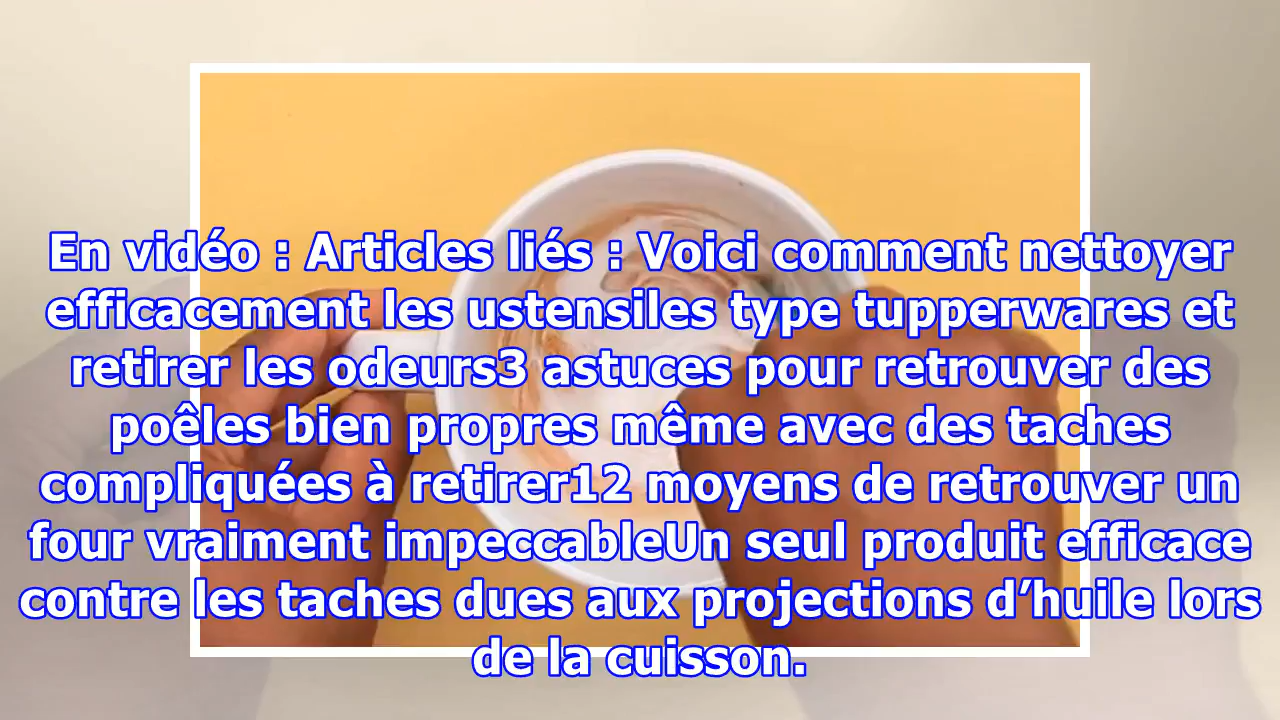 En vidéo : Articles liés : Voici comment nettoyer
efficacement les ustensiles type tupperwares et
retirer les odeurs3 astuces pour retrouver des
poêles bien propres même avec des taches
compliquées à retirer12 moyens de retrouver un
four vraiment impeccableUn seul produit efficace
contre les taches dues aux projections d’huile lors
de la cuisson.